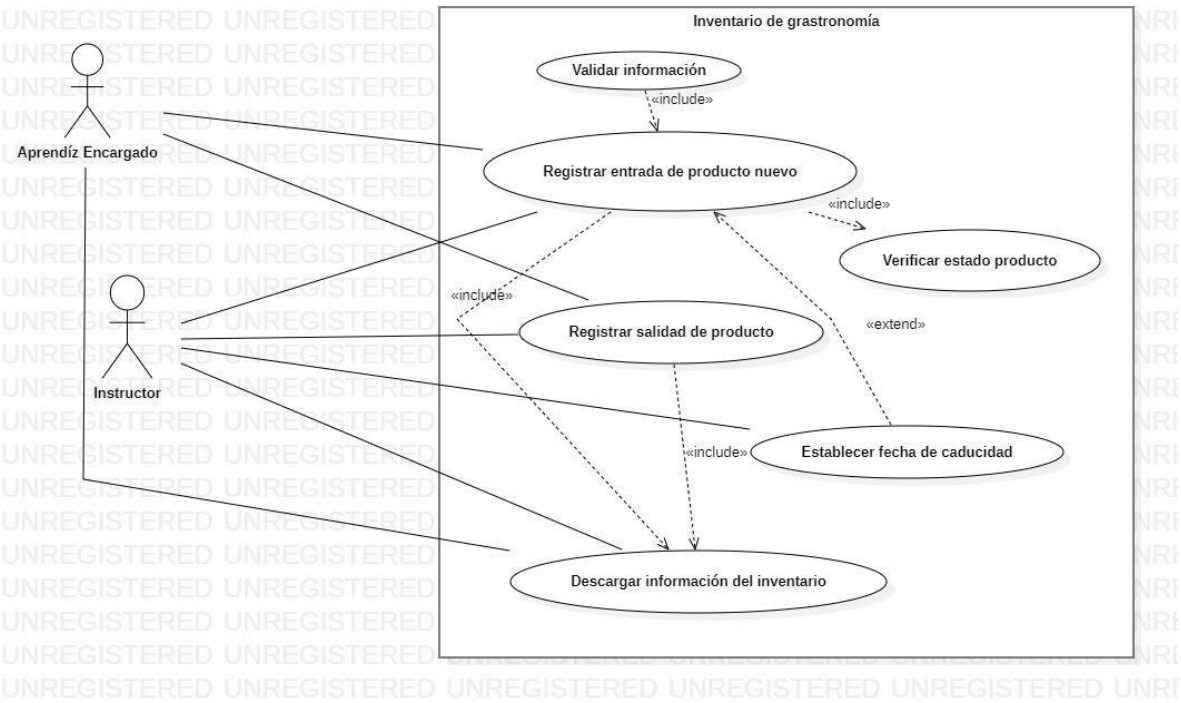 Inventario de grastronomía
Validar información
«include»
Aprendíz Encargado
Registrar entrada de producto nuevo
«include»
Verificar estado producto
«include»
Registrar salidad de producto
«extend»
Instructor
«include»
Establecer fecha de caducidad
Descargar información del inventario
UNREGISTERED UNREGISTERED UNREGISTERED UNREGISTERED UNREGISTERED UNRE